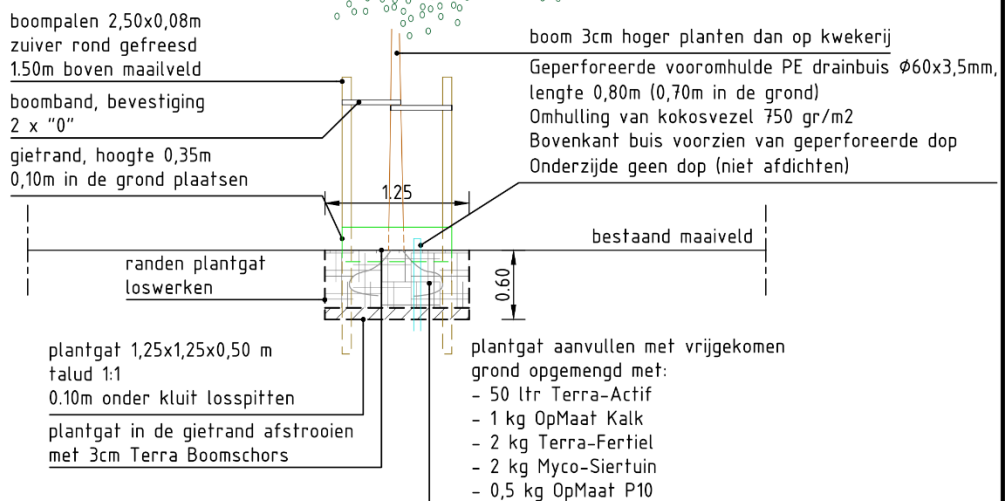 boompalen 2,50x0,08m
zuiver rond gefreesd
1.50m boven maailveld
boomband, bevestiging
2 x "0"
gietrand, hoogte 0,35m
0,10m in de grond plaatsen
boom 3cm hoger planten dan op kwekerij
Geperforeerde vooromhulde PE drainbuis Ø60x3,5mm,
lengte 0,80m (0,70m in de grond)
Omhulling van kokosvezel 750 gr/m2
Bovenkant buis voorzien van geperforeerde dop
Onderzijde geen dop (niet afdichten)
1.25
bestaand maaiveld
randen plantgat
loswerken
0.60
plantgat 1,25x1,25x0,50 m
talud 1:1
0.10m onder kluit losspitten
plantgat in de gietrand afstrooien
met 3cm Terra Boomschors
plantgat aanvullen met vrijgekomen
grond opgemengd met:
- 50 ltr Terra-Actif
- 1 kg OpMaat Kalk
- 2 kg Terra-Fertiel
- 2 kg Myco-Siertuin
- 0,5 kg OpMaat P10